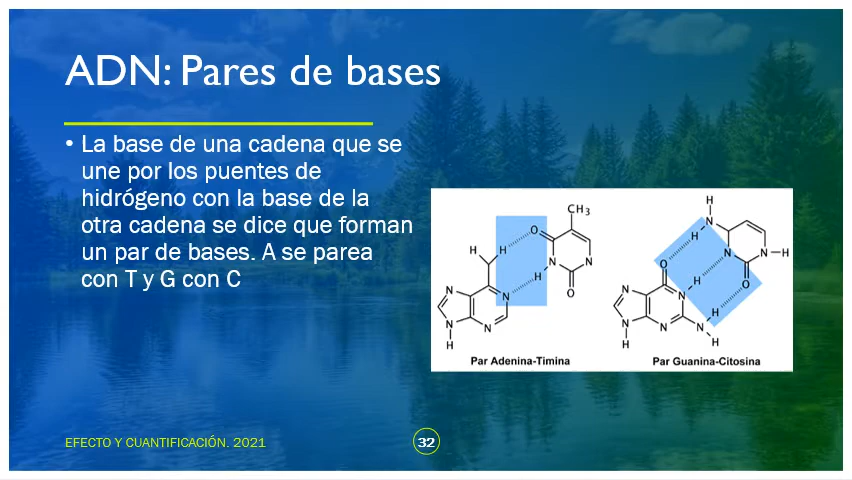 ADN: Pares de bases
• La base de una cadena que se
une por los puentes de
hidrógeno con la base de la
otra cadena se dice que forman
un par de bases. A se parea
con T y G con C
CH3
H
H
H
O
N
N
O
N
N
N
N
H
Par Adenina-Timina
H
N
H
O
N
N
H
H
O
N
N
N
N
N
H
H
H
Par Guanina-Citosina
EFECTO Y CUANTIFICACIÓN. 2021
32